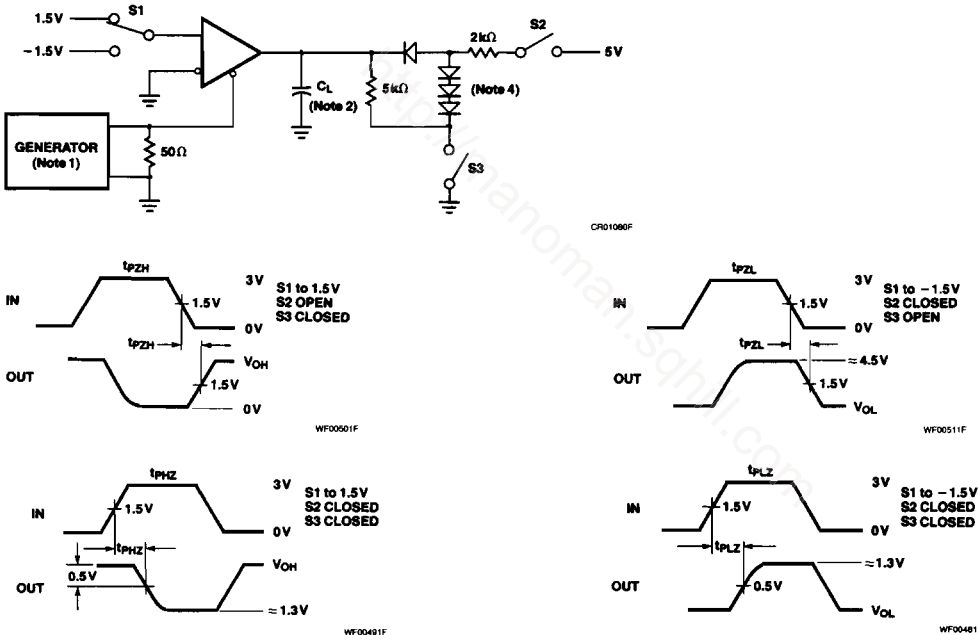 1.5V
S1
−1.5V
GENERATOR
(Note 1)
50Ω
CL
(Note 2)
5kΩ
(Note 4)
2kΩ
S2
5V
S3
CR01080F
http://nanoman.sqhill.com
tPZH
IN
3V
1.5V
0V
S1 to 1.5V
S2 OPEN
S3 CLOSED
tPZH
OUT
VOH
1.5V
0V
WF00501F
tPZL
IN
3V
1.5V
0V
S1 to −1.5V
S2 CLOSED
S3 OPEN
tPZL
OUT
≈4.5V
1.5V
VOL
WF00511F
tPHZ
IN
3V
1.5V
0V
S1 to 1.5V
S2 CLOSED
S3 CLOSED
tPHZ
0.5V
OUT
VOH
≈1.3V
WF00491F
tPLZ
IN
3V
1.5V
0V
S1 to −1.5V
S2 CLOSED
S3 CLOSED
tPLZ
OUT
≈1.3V
0.5V
VOL
WF00481